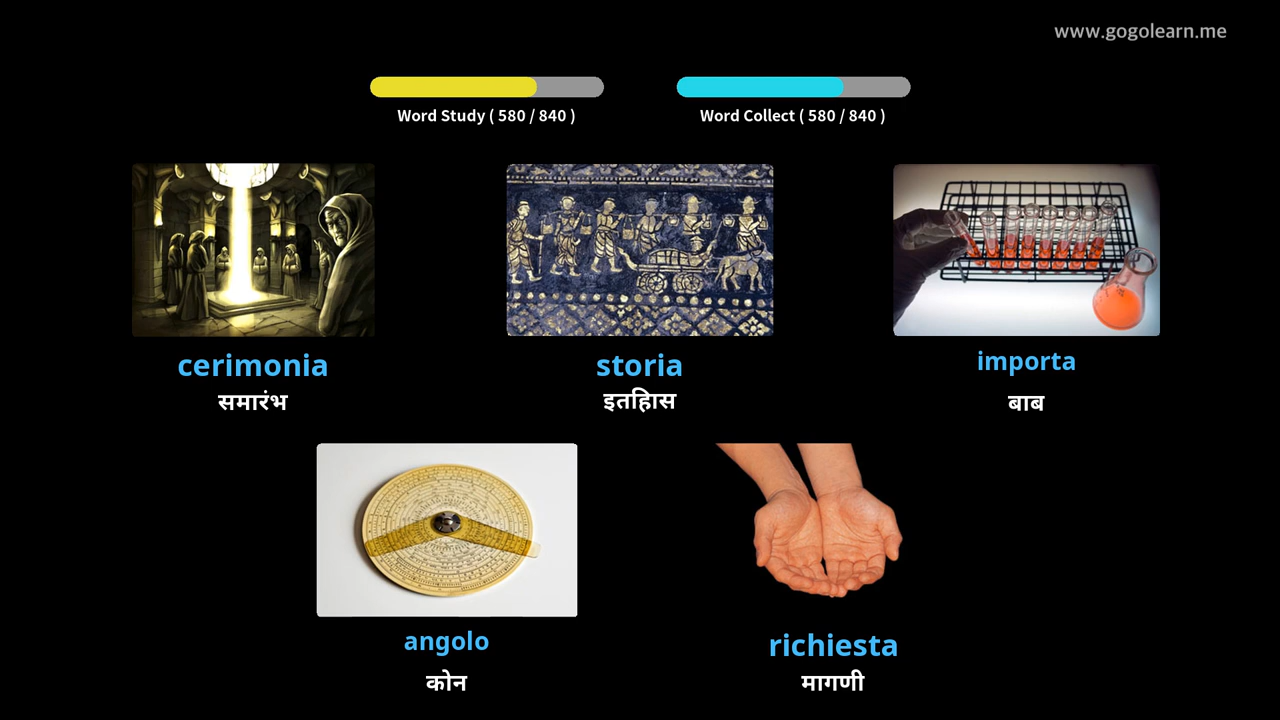 www.gogolearn.me
Word Study ( 580 / 840 )
Word Collect ( 580 / 840 )
cerimonia
समारंभ
storia
इतिहास
importa
बाब
angolo
कोन
richiesta
मागणी